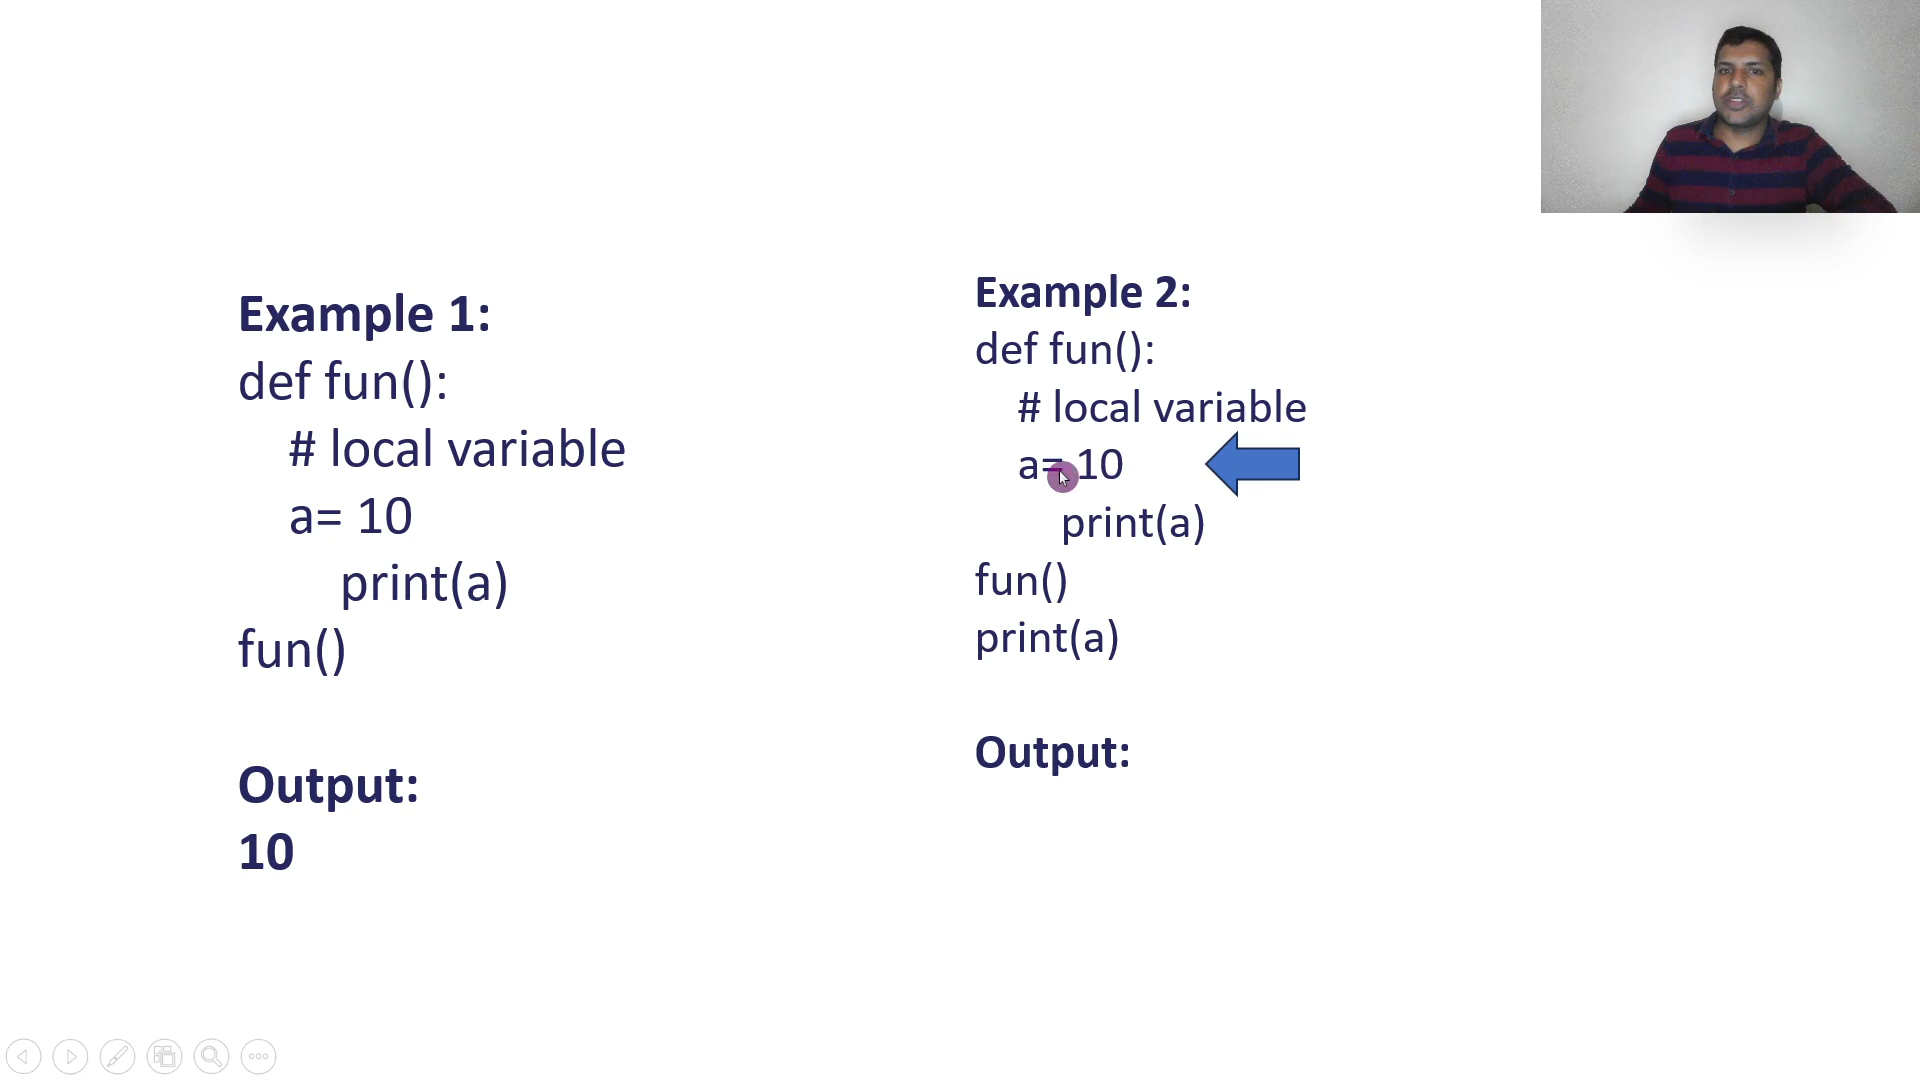 Example 1:
def fun():
# local variable
a= 10
print(a)
fun()
Output:
10
Example 2:
def fun():
# local variable
a= 10
print(a)
fun()
print(a)
Output: